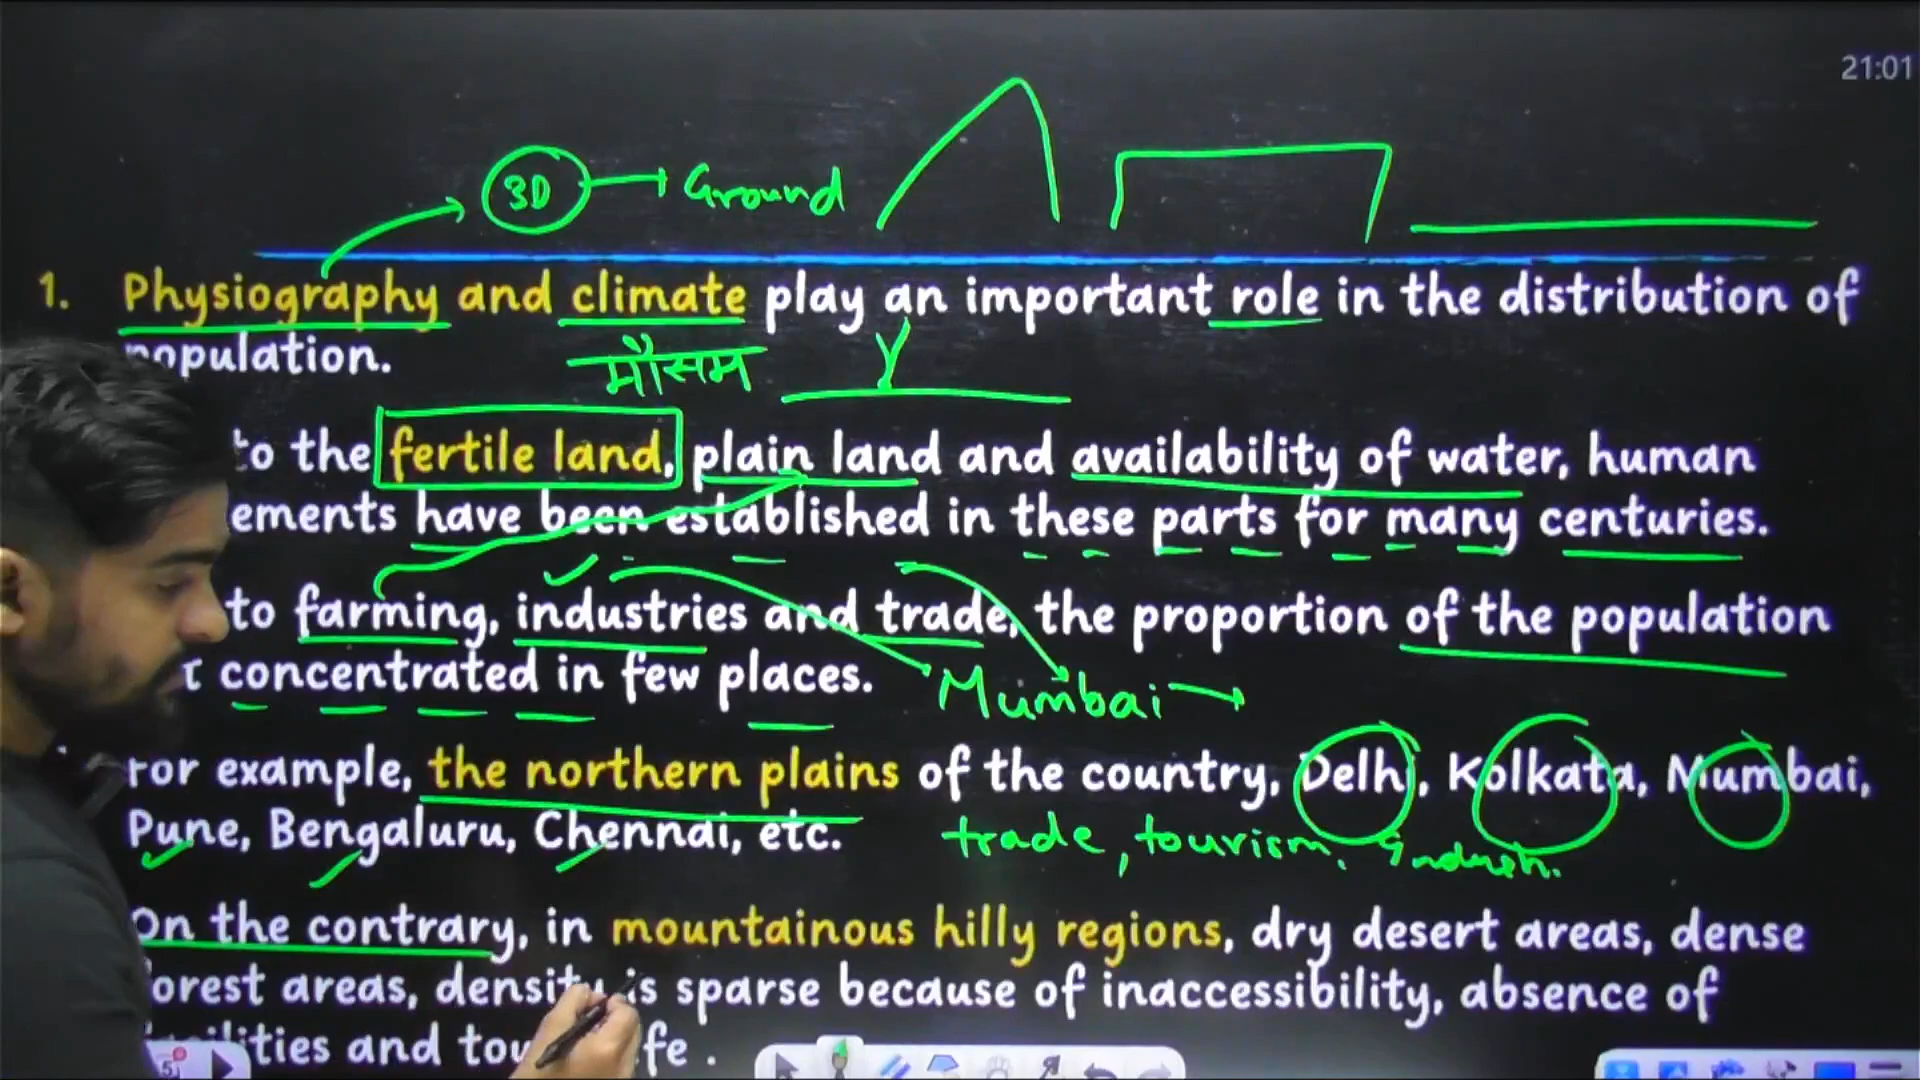 21:01
3D Ground
1. Physiography and climate play an important role in the distribution of
population.
मौसम
to the fertile land, plain land and availability of water, human
ements have been established in these parts for many centuries.
to farming, industries and trade, the proportion of the population
concentrated in few places.
Mumbai
For example, the northern plains of the country, Delhi, Kolkata, Mumbai,
Pune, Bengaluru, Chennai, etc.
trade, tourism,
On the contrary, in mountainous hilly regions, dry desert areas, dense
forest areas, density is sparse because of inaccessibility, absence of
ities and tou fe .